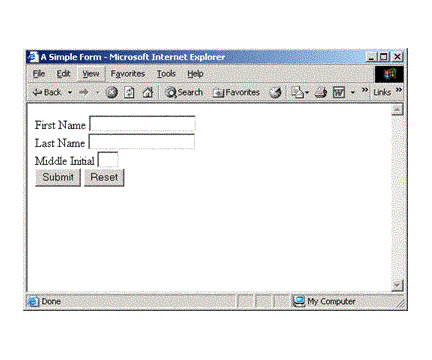 A Simple Form - Microsoft Internet Explorer
File Edit View Favorites Tools Help
Back Search Favorites W » Links »
First Name
Last Name
Middle Initial
Submit Reset
Done My Computer